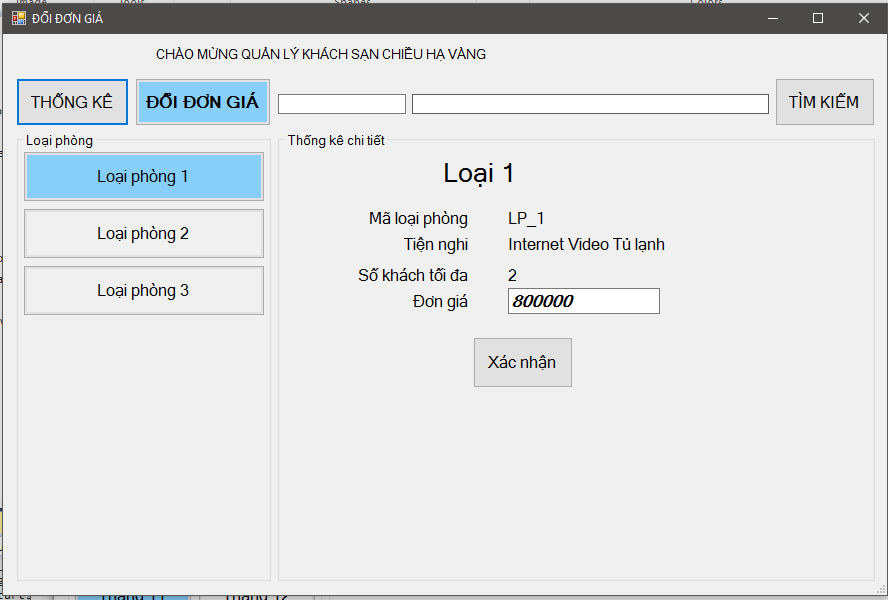 ĐỔI ĐƠN GIÁ
CHÀO MỪNG QUẢN LÝ KHÁCH SẠN CHIỀU HẠ VÀNG
THỐNG KÊ
ĐỔI ĐƠN GIÁ
TÌM KIẾM
Loại phòng
Loại phòng 1
Loại phòng 2
Loại phòng 3
Thống kê chi tiết
Loại 1
Mã loại phòng LP_1
Tiện nghi Internet Video Tủ lạnh
Số khách tối đa 2
Đơn giá 800000
Xác nhận